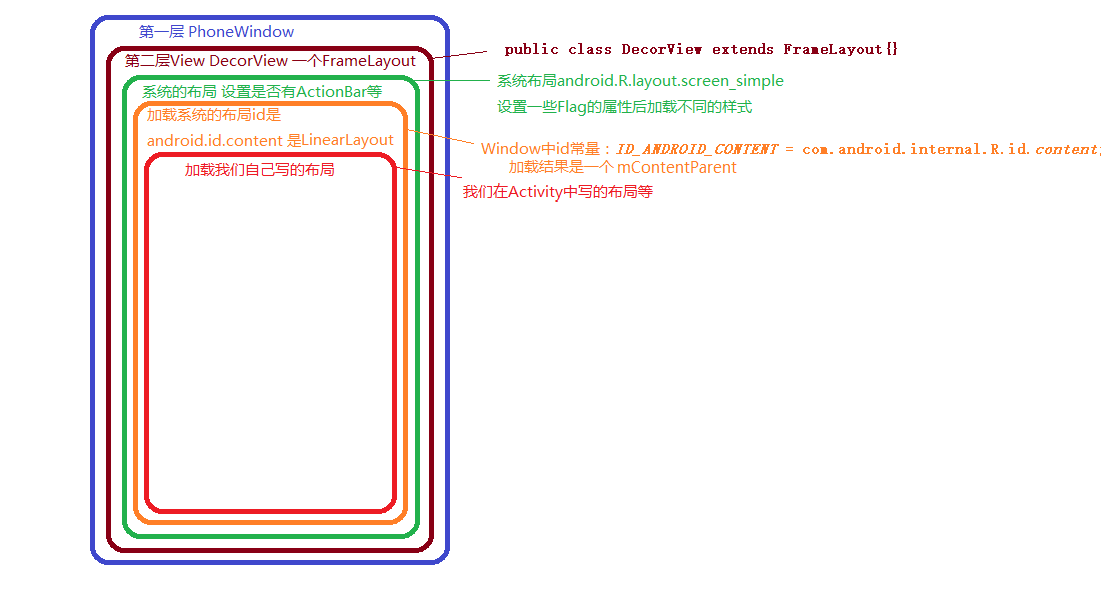 第一层 PhoneWindow
第二层View DecorView 一个FrameLayout
public class DecorView extends FrameLayout{}
系统的布局 设置是否有ActionBar等
系统布局android.R.layout.screen_simple
设置一些Flag的属性后加载不同的样式
加载系统的布局id是
android.id.content 是LinearLayout
Window中id常量：ID_ANDROID_CONTENT = com.android.internal.R.id.content;
加载结果是一个 mContentParent
加载我们自己写的布局
我们在Activity中写的布局等